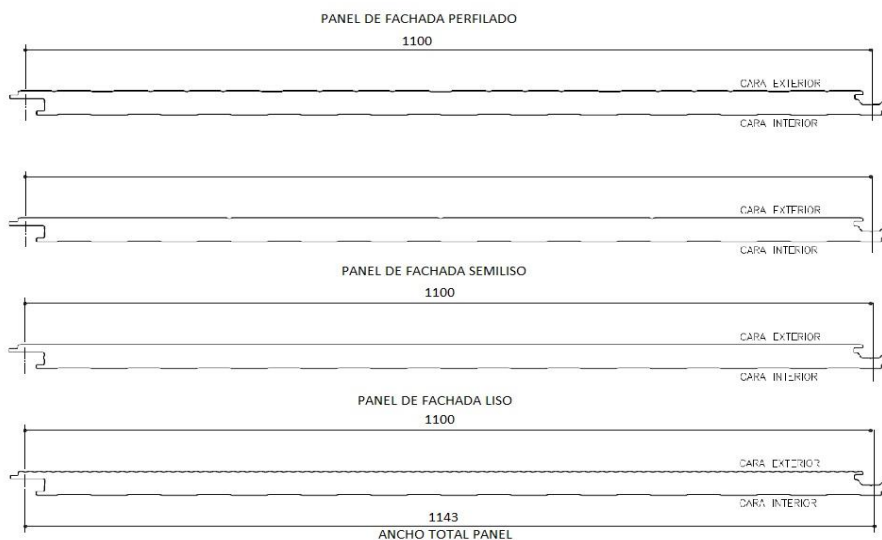 PANEL DE FACHADA PERFILADO
1100
CARA EXTERIOR
CARA INTERIOR
CARA EXTERIOR
CARA INTERIOR
PANEL DE FACHADA SEMILISO
1100
CARA EXTERIOR
CARA INTERIOR
PANEL DE FACHADA LISO
1100
CARA EXTERIOR
CARA INTERIOR
1143
ANCHO TOTAL PANEL